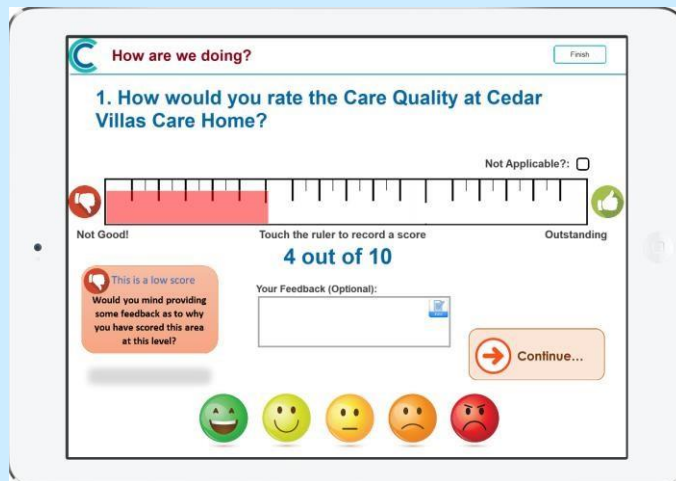 How are we doing?
Finish
1. How would you rate the Care Quality at Cedar
Villas Care Home?
Not Applicable?:
Not Good!
Touch the ruler to record a score
Outstanding
4 out of 10
This is a low score
Would you mind providing
some feedback as to why
you have scored this area
at this level?
Your Feedback (Optional):
Continue...